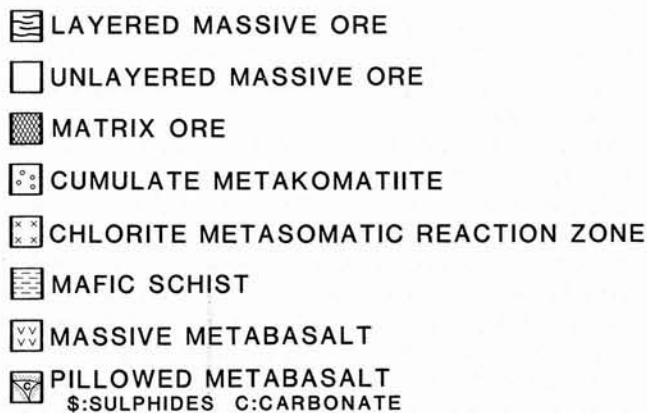 LAYERED MASSIVE ORE
UNLAYERED MASSIVE ORE
MATRIX ORE
CUMULATE METAKOMATIITE
CHLORITE METASOMATIC REACTION ZONE
MAFIC SCHIST
MASSIVE METABASALT
PILLOWED METABASALT
$:SULPHIDES C:CARBONATE